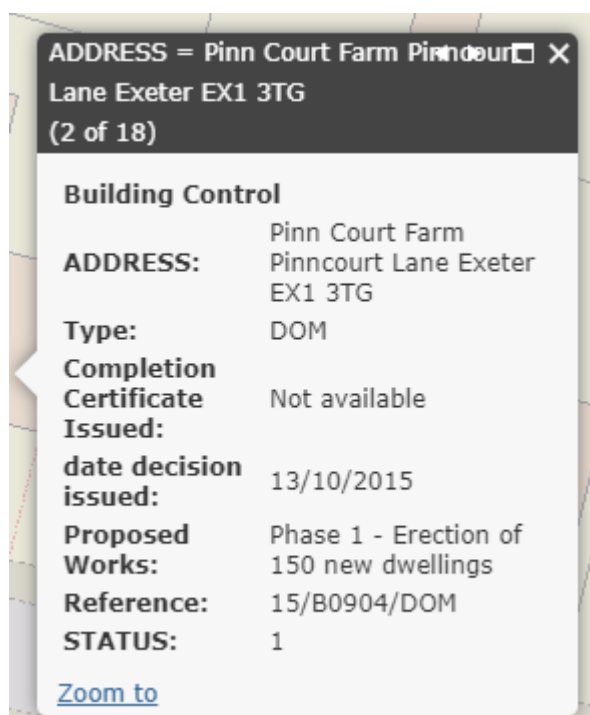 ADDRESS = Pinn Court Farm Pinncourt
Lane Exeter EX1 3TG
(2 of 18)
Building Control
ADDRESS: Pinn Court Farm
Pinncourt Lane Exeter
EX1 3TG
Type: DOM
Completion
Certificate
Issued: Not available
date decision
issued: 13/10/2015
Proposed
Works: Phase 1 - Erection of
150 new dwellings
Reference: 15/B0904/DOM
STATUS: 1
Zoom to